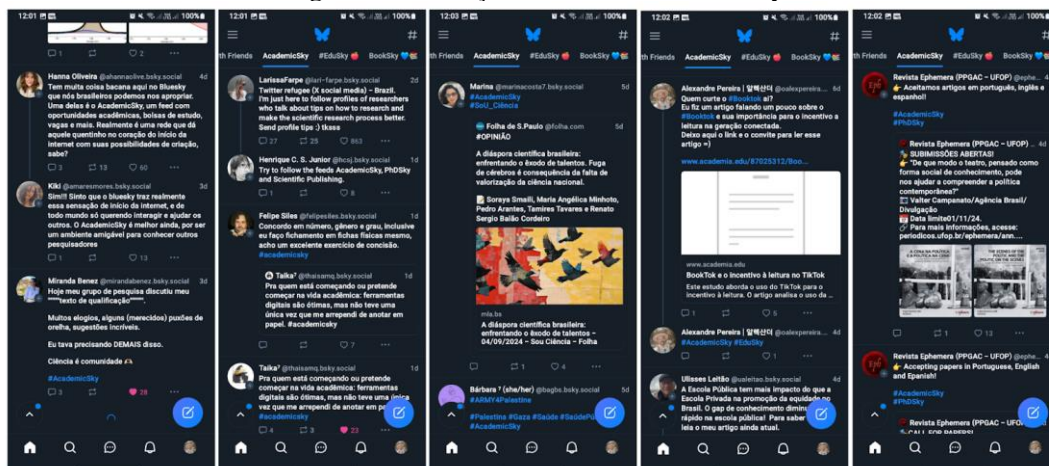 12:01
100%
1
2
Hanna Oliveira @ahannaolive.bsky.social 4d
Tem muita coisa bacana aqui no Bluesky
que nós brasileiros podemos nos apropriar.
Uma delas é o AcademicSky, um feed com
oportunidades acadêmicas, bolsas de estudo,
vagas e mais. Realmente é uma rede que dá
aquele quentinho no coração do início da
internet com suas possibilidades de criação,
sabe?
3 13 60
Kiki @amaresmores.bsky.social 3d
Sim!!! Sinto que o bluesky traz realmente
essa sensação de início da internet, e de
todo mundo só querendo interagir e ajudar os
outros. O AcademicSky é melhor ainda, por ser
um ambiente amigável para conhecer outros
pesquisadores
1 13
Miranda Benez @mirandabenez.bsky.social 3d
Hoje meu grupo de pesquisa discutiu meu
""""texto de qualificação"""".
Muitos elogios, alguns (merecidos) puxões de
orelha, sugestões incríveis.
Eu tava precisando DEMAIS disso.
Ciência é comunidade
#AcademicSky
3 28
12:01
100%
th Friends AcademicSky #EduSky BookSky
LarissaFarpe @lari-farpe.bsky.social 2d
Twitter refugee (X social media) – Brazil.
I'm just here to follow profiles of researchers
who talk about tips on how to research and
make the scientific research process better.
Send profile tips :) tksss
27 25 863
Henrique C. S. Junior @hcsj.bsky.social 1d
Try to follow the feeds AcademicSky, PhDSky
and Scientific Publishing.
1 8
Felipe Siles @felipesiles.bsky.social 1d
Concordo em número, gênero e grau, inclusive
eu faço fichamento em fichas físicas mesmo,
acho um excelente exercício de concisão.
#academicsky
Taika⁷ @thaisamq.bsky.social 1d
Pra quem está começando ou pretende
começar na vida acadêmica: ferramentas
digitais são ótimas, mas não teve uma
única vez que me arrependi de anotar em
papel. #academicsky
7
Taika⁷ @thaisamq.bsky.social 1d
Pra quem está começando ou pretende
começar na vida acadêmica: ferramentas
digitais são ótimas, mas não teve uma única
vez que me arrependi de anotar em
#academicsky
4 3 23
12:03
100%
th Friends AcademicSky #EduSky BookSky
Marina @marinacosta7.bsky.social 5d
#AcademicSky
#SoU_Ciência
Folha de S.Paulo @folha.com 5d
#OPINIÃO
A diáspora científica brasileira:
enfrentando o êxodo de talentos. Fuga
de cérebros é consequência da falta de
valorização da ciência nacional.
Soraya Smaili, Maria Angélica Minhoto,
Pedro Arantes, Tamires Tavares e Renato
Sergio Balão Cordeiro
mla.bs
A diáspora científica brasileira:
enfrentando o êxodo de talentos –
04/09/2024 – Sou Ciência – Folha
1 4
Bárbara ⁷ (she/her) @bagbs.bsky.social 5d
#ARMY4Palestine
#Palestina #Gaza #Saúde
#AcademicSky
12:02
100%
th Friends AcademicSky #EduSky BookSky
Alexandre Pereira | 알렉산더 @oalexpereira... 6d
Quem curte o #Booktok aí?
Eu fiz um artigo falando um pouco sobre o
#Booktok e sua importância para o incentivo a
leitura na geração conectada.
Deixo aqui o link e o convite para ler esse
artigo =)
www.academia.edu/87025312/Boo...
www.academia.edu
BookTok e o incentivo à leitura no TikTok
Este estudo aborda o uso do TikTok para o
incentivo à leitura. O artigo analisa o uso da ...
1 6
Alexandre Pereira | 알렉산더 @oalexpereira... 4d
#AcademicSky #EduSky
1
Ulisses Leitão @ualeitao.bsky.social 4d
A Escola Pública tem mais impacto do que a
Escola Privada na promoção da equidade no
Brasil. O gap de conhecimento
rápido na escola pública! Para saber
leia o meu artigo ainda atual.
12:02
100%
th Friends AcademicSky #EduSky BookSky
Revista Ephemera (PPGAC – UFOP) @ephe... 4d
Aceitamos artigos em português, inglês e
espanhol!
#AcademicSky
#PhDSky
Revista Ephemera (PPGAC – UFOP) ... 4d
SUBMISSÕES ABERTAS!
"De que modo o teatro, pensado como
forma social de conhecimento, pode
nos ajudar a compreender a política
contemporânea?"
Valter Campanato/Agência Brasil/
Divulgação
Data limite01/11/24.
Para mais informações, acesse:
periodicos.ufop.br/ephemera/ann....
1 13
Revista Ephemera (PPGAC – UFOP) @ephe... 4d
Accepting papers in Portuguese, English
and Epanish!
#AcademicSky
#PhDSky
Revista Ephemera (PPGAC – UFOP)
CALL FOR PAPERS!